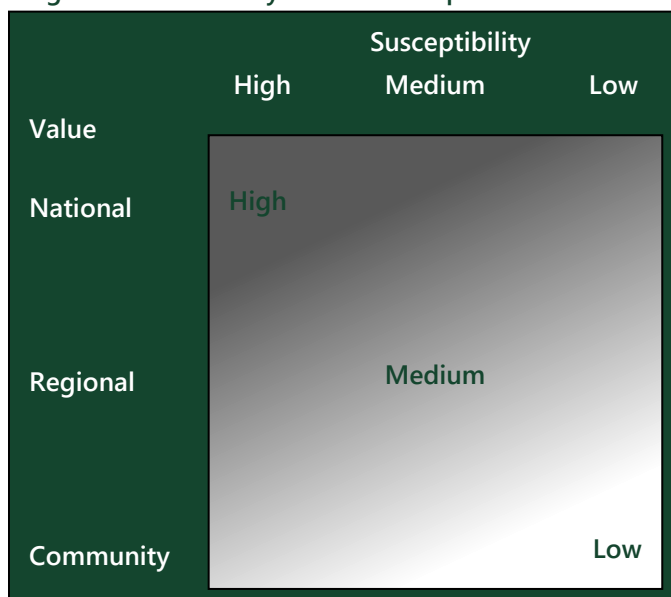 Susceptibility
High Medium Low
Value
National High
Regional Medium
Community Low